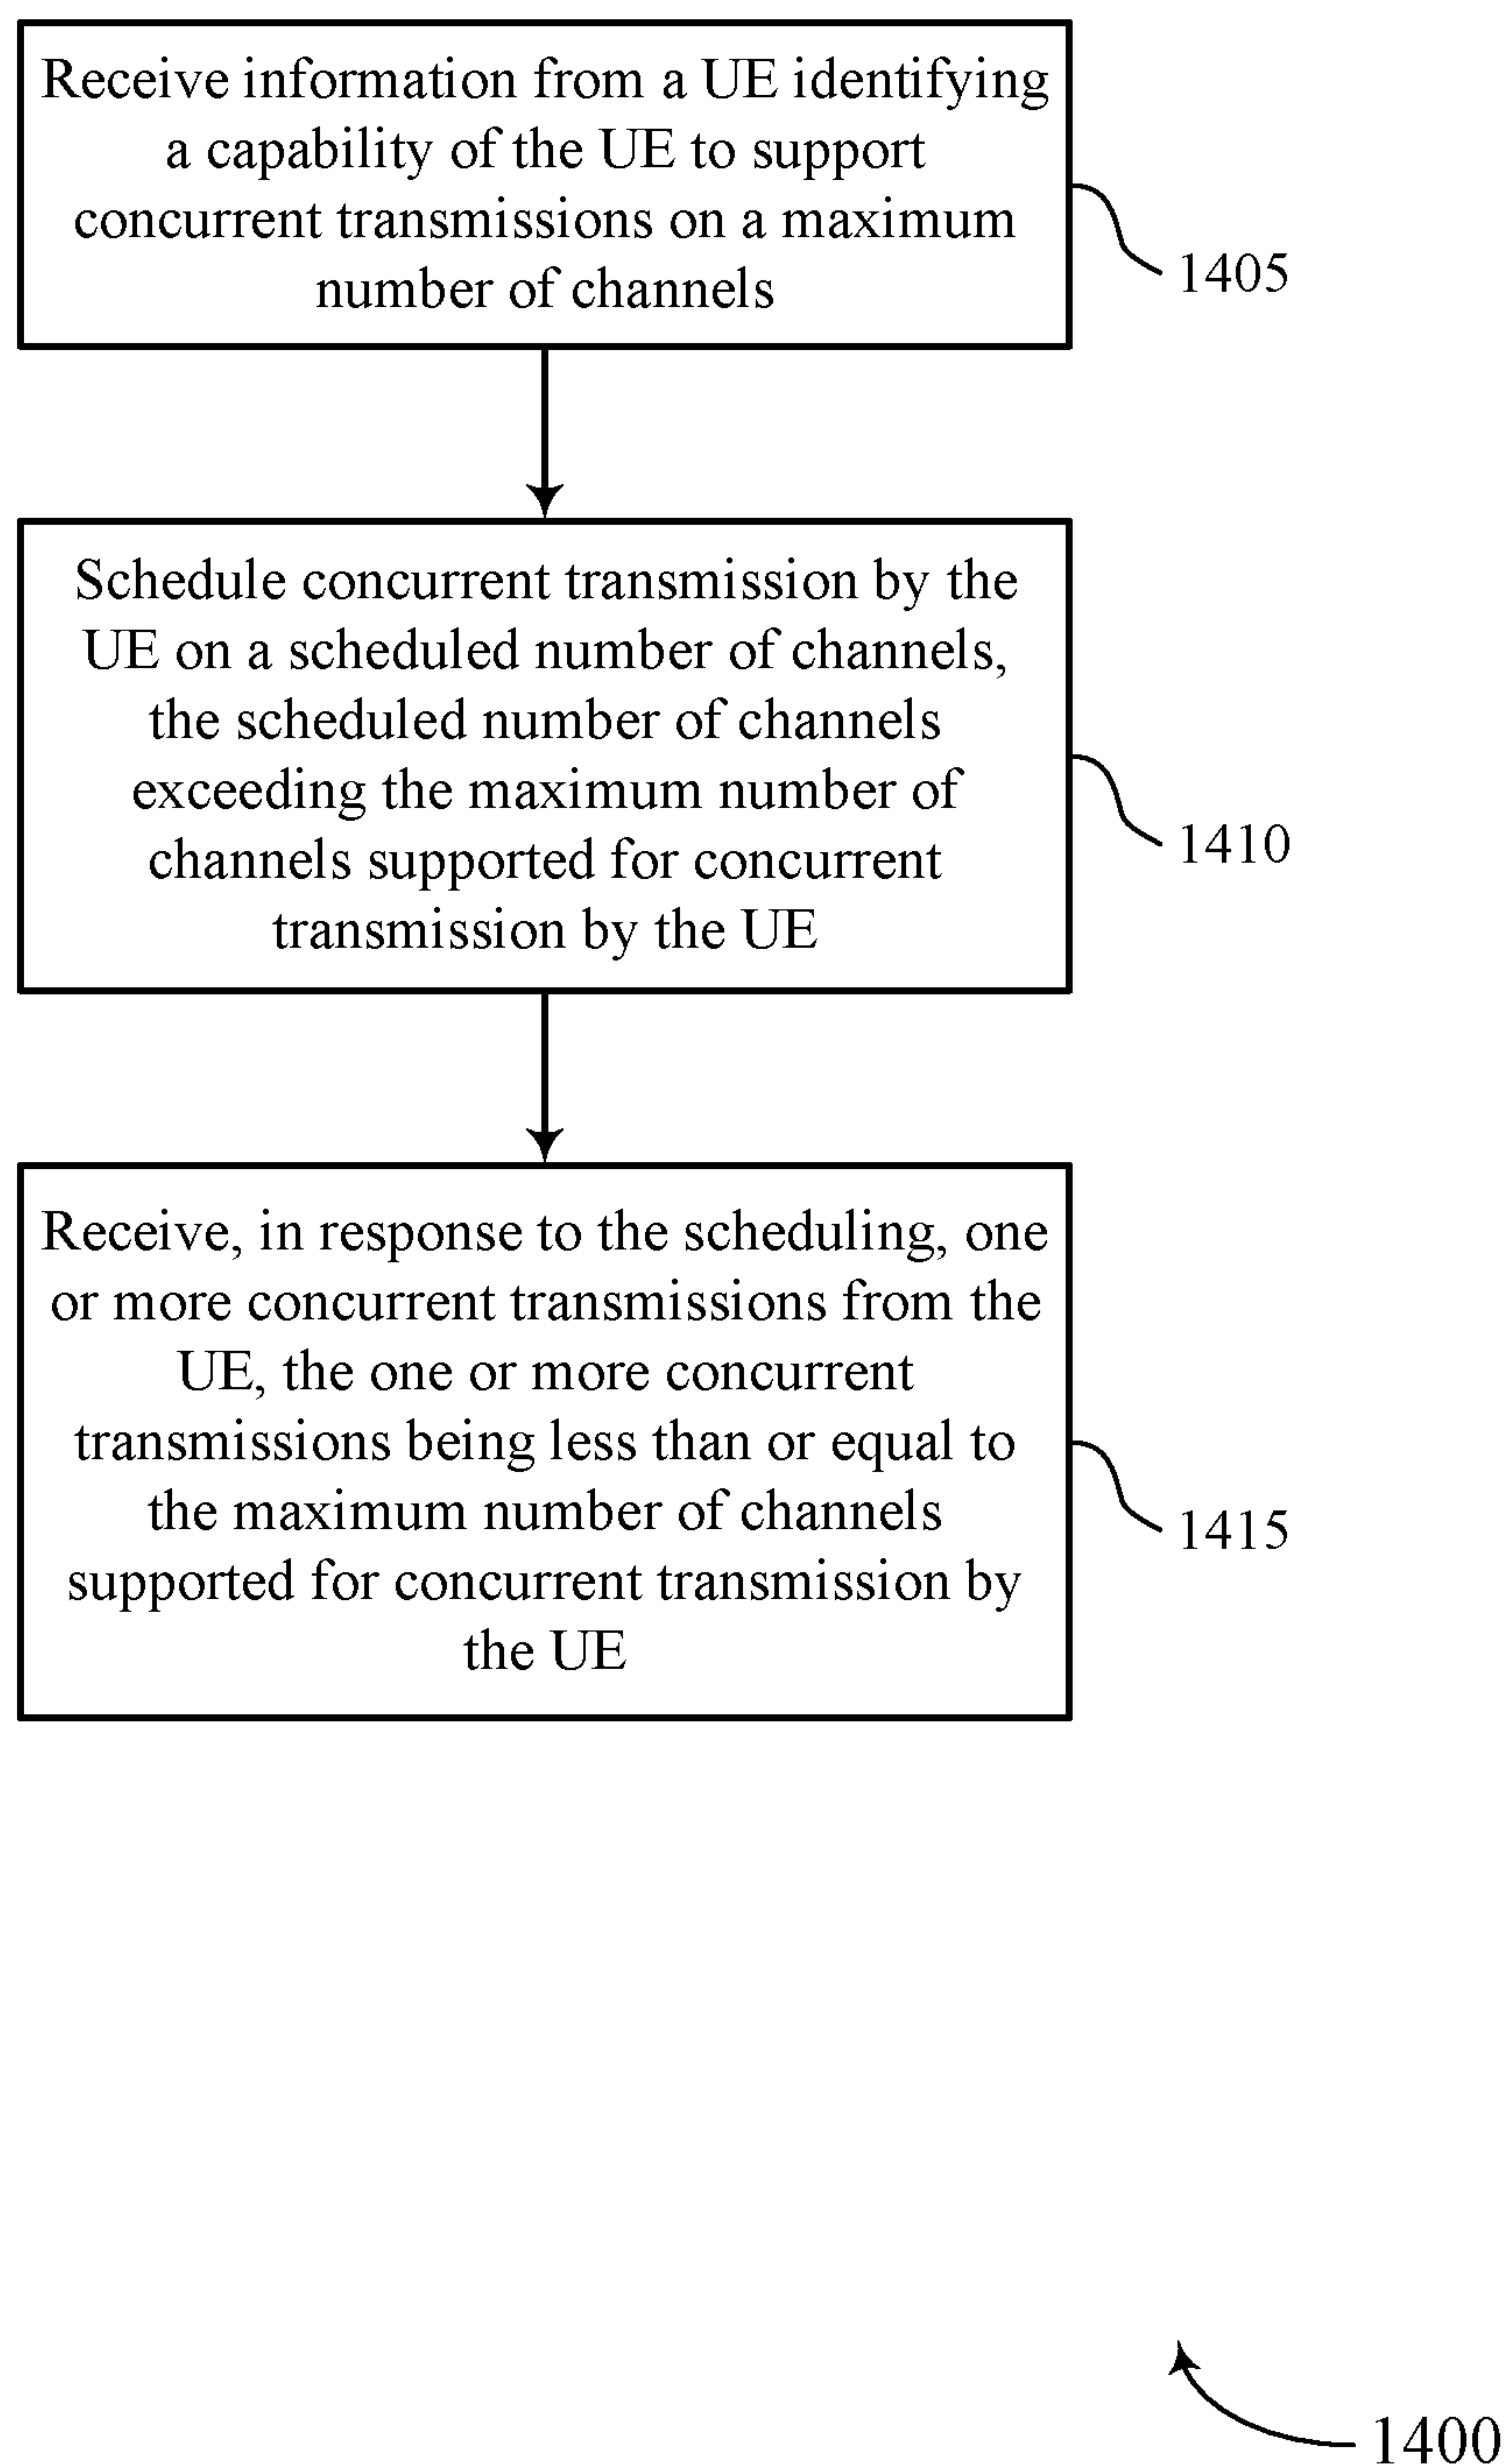 Receive information from a UE identifying
a capability of the UE to support
concurrent transmissions on a maximum
number of channels
1405
Schedule concurrent transmission by the
UE on a scheduled number of channels,
the scheduled number of channels
exceeding the maximum number of
channels supported for concurrent
transmission by the UE
1410
Receive, in response to the scheduling, one
or more concurrent transmissions from the
UE, the one or more concurrent
transmissions being less than or equal to
the maximum number of channels
supported for concurrent transmission by
the UE
1415
1400